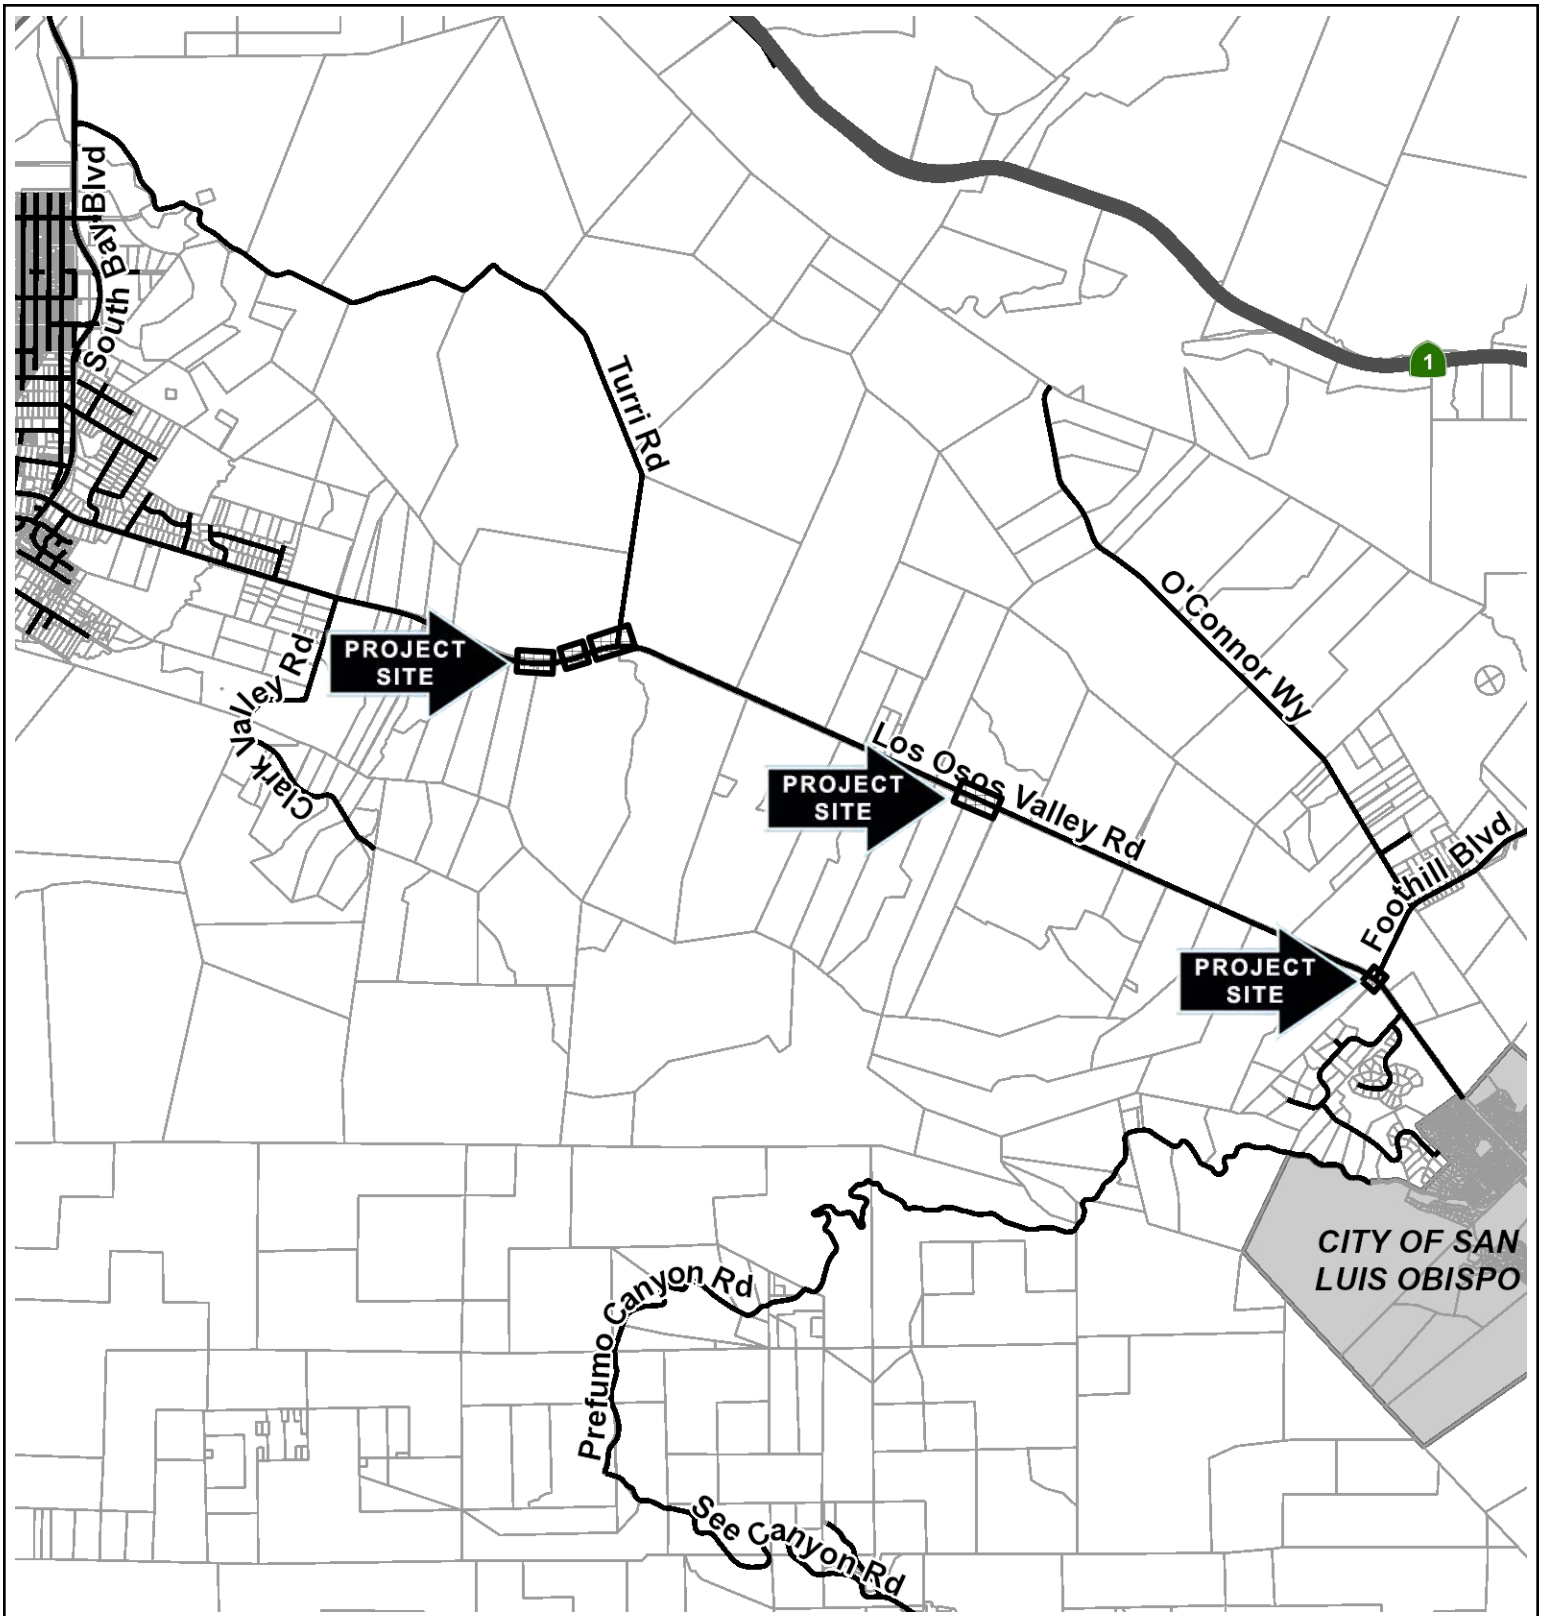 South Bay Blvd
1
Turri Rd
O'Connor Wy
PROJECT
SITE
Clark Valley Rd
Los Osos Valley Rd
PROJECT
SITE
Foothill Blvd
PROJECT
SITE
CITY OF SAN
LUIS OBISPO
Prefumo Canyon Rd
See Canyon Rd